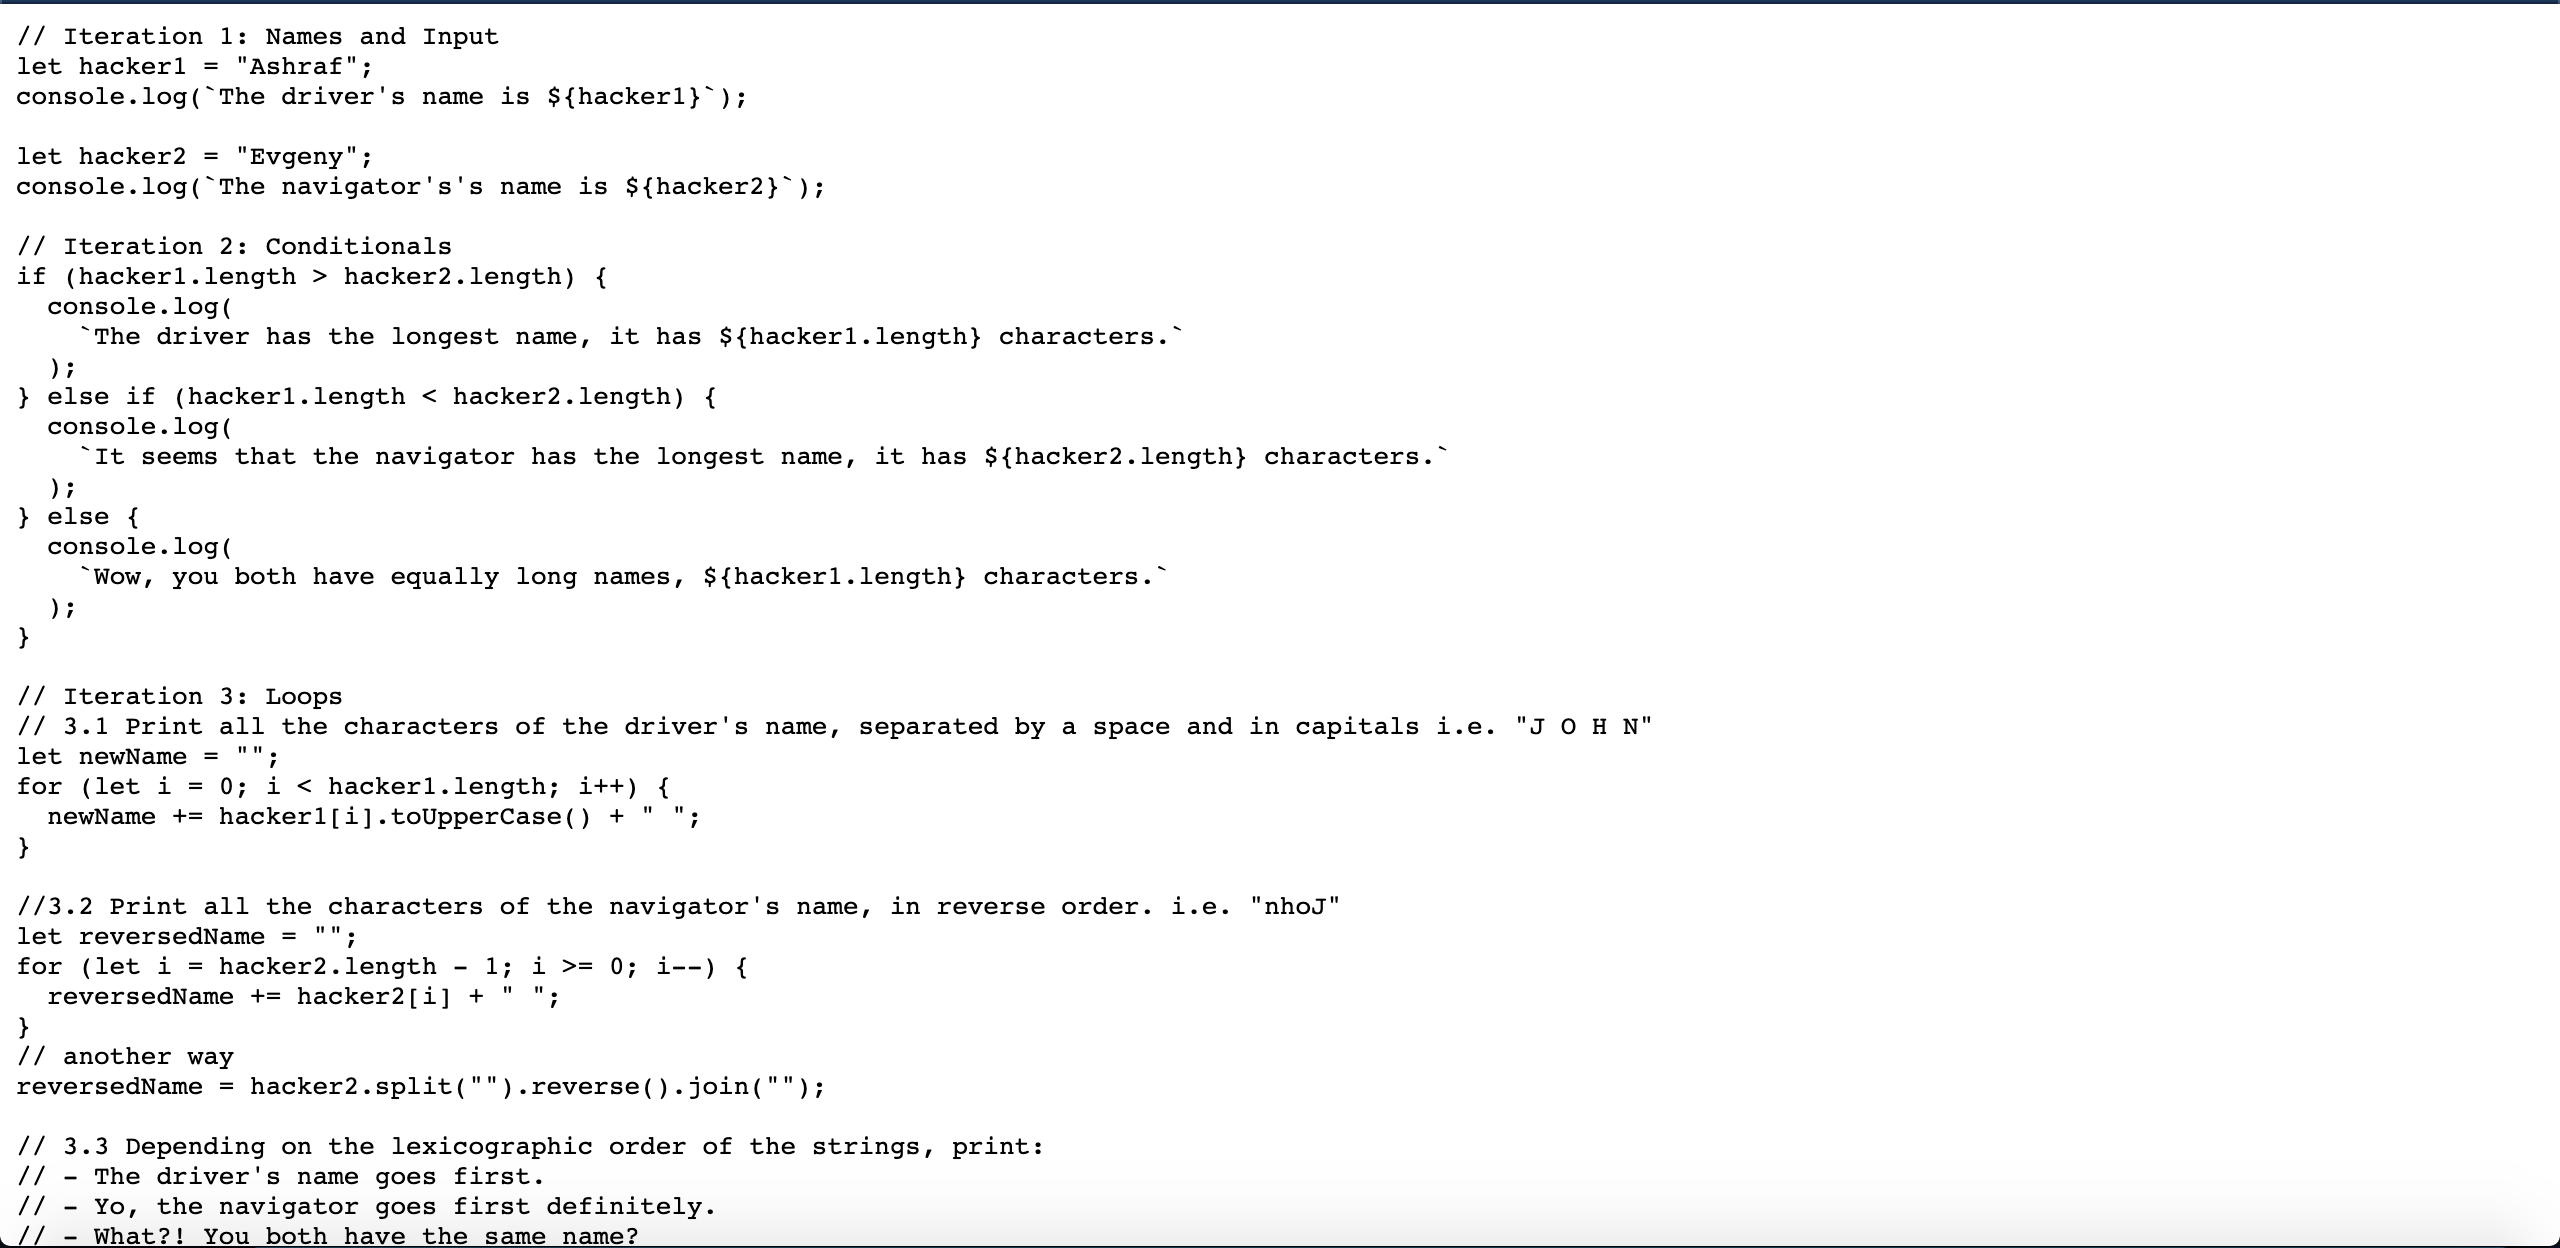 // Iteration 1: Names and Input
let hacker1 = "Ashraf";
console.log(`The driver's name is ${hacker1}`);

let hacker2 = "Evgeny";
console.log(`The navigator's's name is ${hacker2}`);

// Iteration 2: Conditionals
if (hacker1.length > hacker2.length) {
  console.log(
    `The driver has the longest name, it has ${hacker1.length} characters.`
  );
} else if (hacker1.length < hacker2.length) {
  console.log(
    `It seems that the navigator has the longest name, it has ${hacker2.length} characters.`
  );
} else {
  console.log(
    `Wow, you both have equally long names, ${hacker1.length} characters.`
  );
}

// Iteration 3: Loops
// 3.1 Print all the characters of the driver's name, separated by a space and in capitals i.e. "J O H N"
let newName = "";
for (let i = 0; i < hacker1.length; i++) {
  newName += hacker1[i].toUpperCase() + " ";
}

//3.2 Print all the characters of the navigator's name, in reverse order. i.e. "nhoJ"
let reversedName = "";
for (let i = hacker2.length - 1; i >= 0; i--) {
  reversedName += hacker2[i] + " ";
}
// another way
reversedName = hacker2.split("").reverse().join("");

// 3.3 Depending on the lexicographic order of the strings, print:
// - The driver's name goes first.
// - Yo, the navigator goes first definitely.
// - What?! You both have the same name?